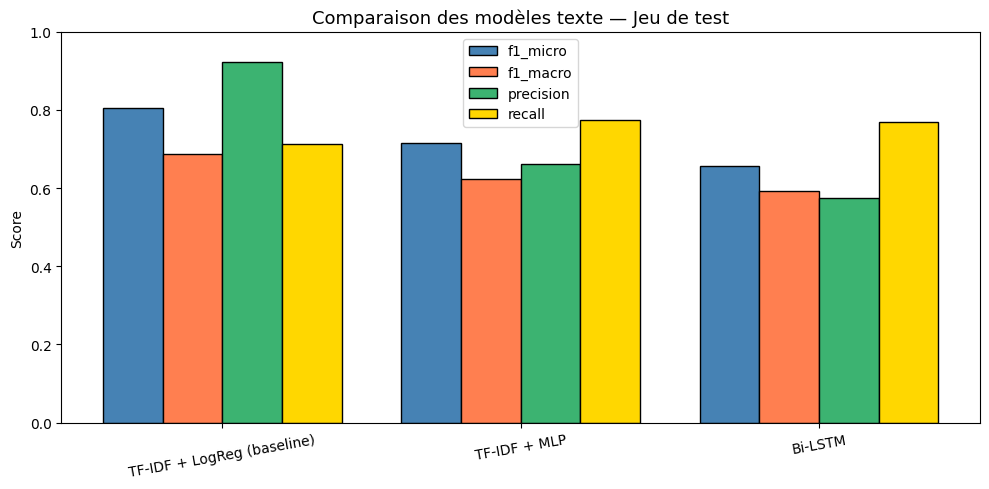 Comparaison des modèles texte — Jeu de test
1.0
0.8
0.6
0.4
0.2
0.0
Score
f1_micro
f1_macro
precision
recall
TF-IDF + LogReg (baseline)
TF-IDF + MLP
Bi-LSTM